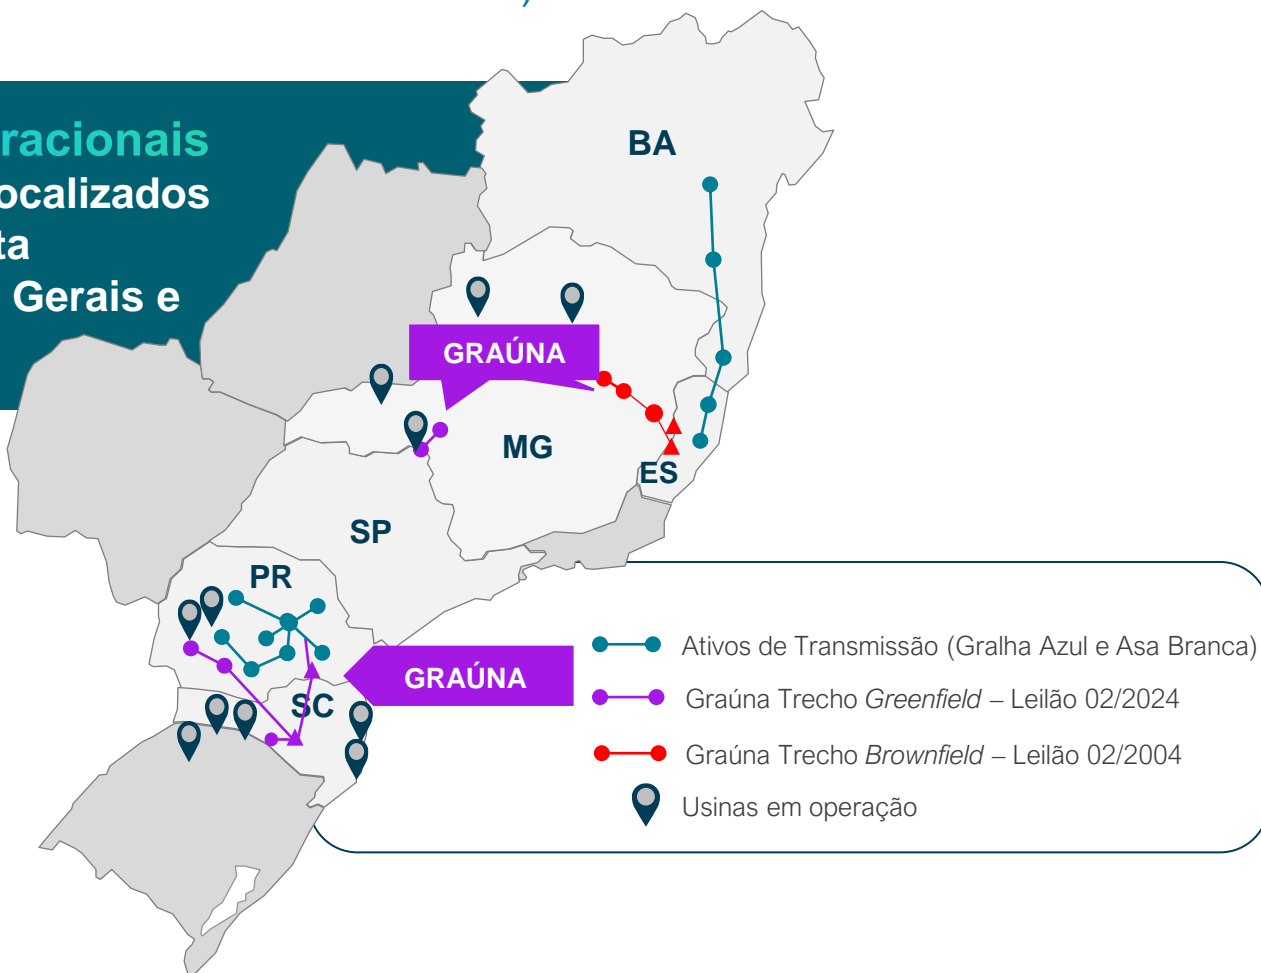 racionais
ocalizados
ta
Gerais e
BA
GRAÚNA
MG
ES
SP
PR
GRAÚNA
SC
Ativos de Transmissão (Gralha Azul e Asa Branca)
Graúna Trecho Greenfield – Leilão 02/2024
Graúna Trecho Brownfield – Leilão 02/2004
Usinas em operação